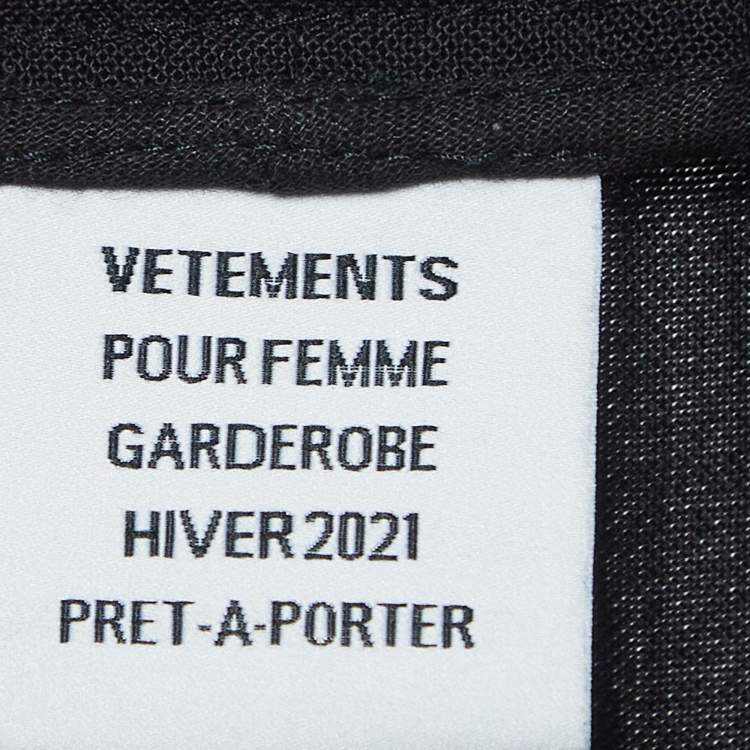 VETEMENTS
POUR FEMME
GARDEROBE
HIVER 2021
PRET-A-PORTER